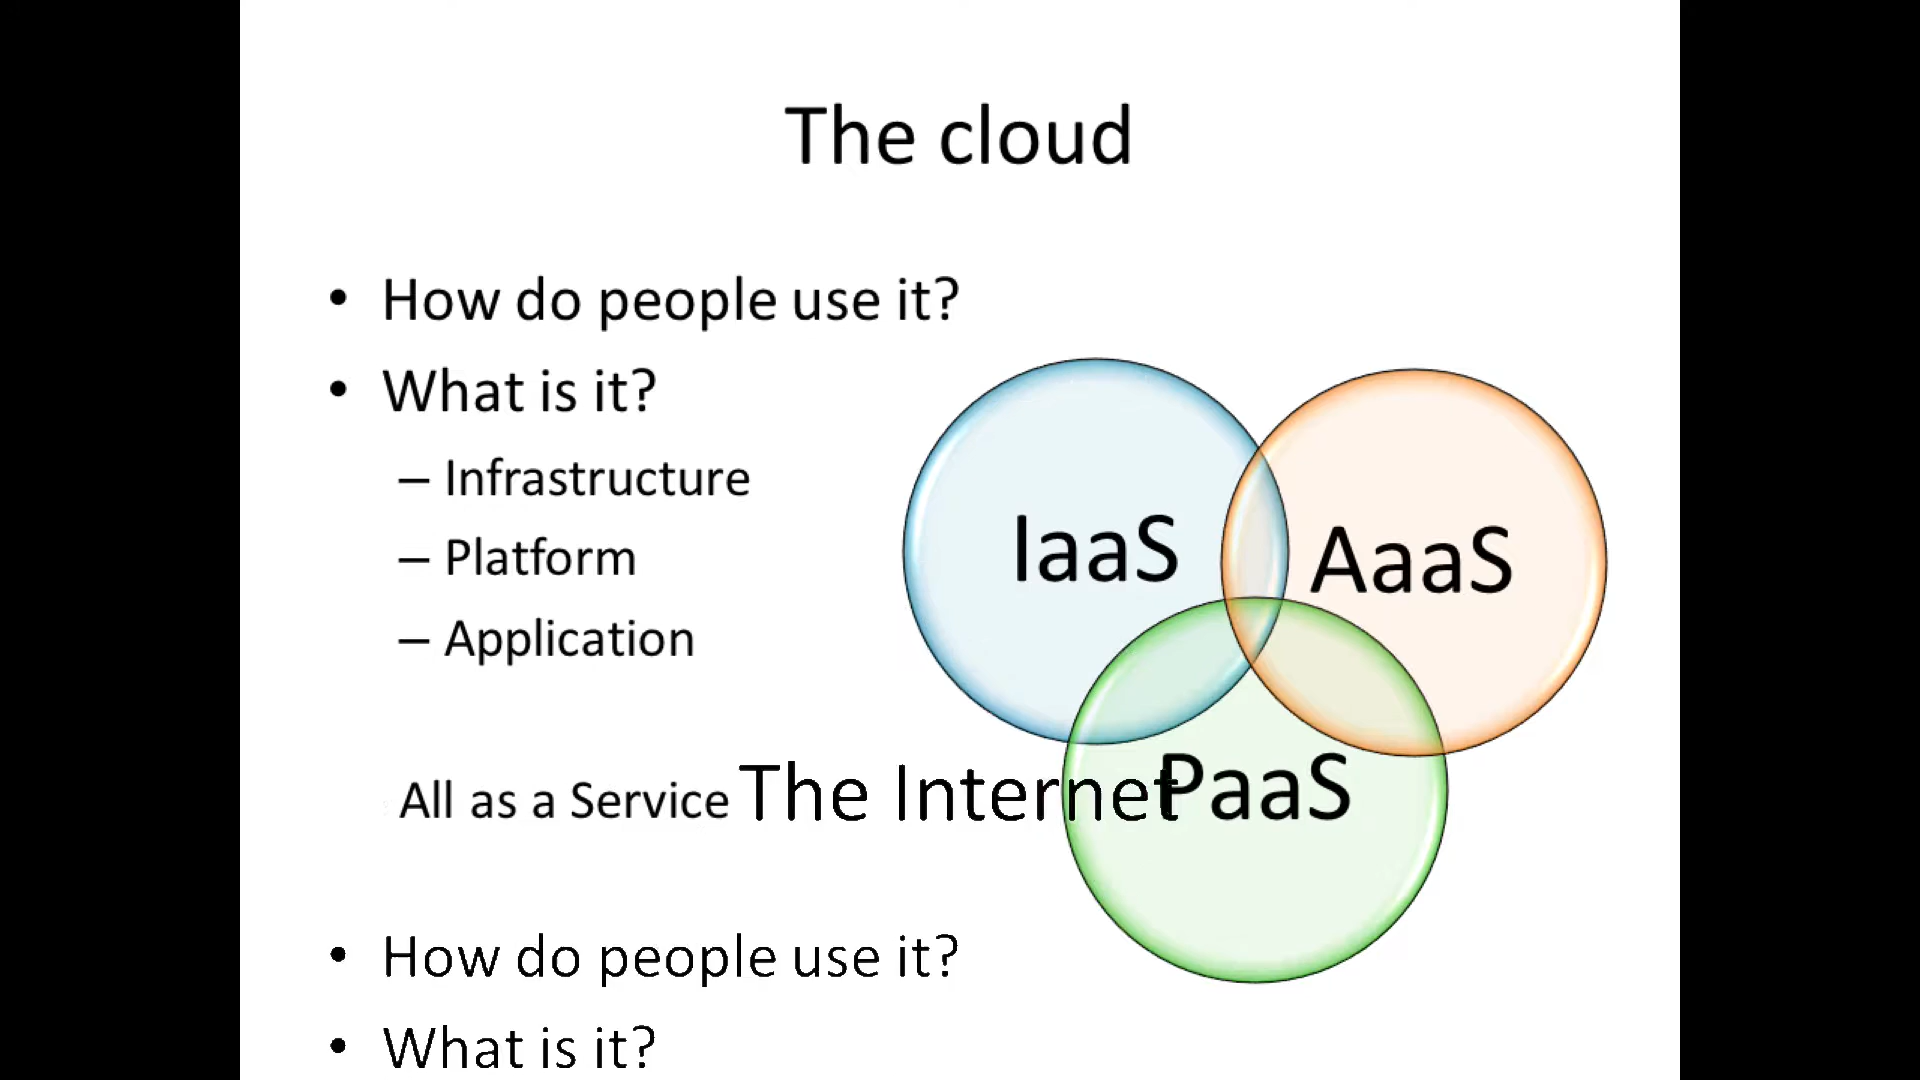 The cloud
• How do people use it?
• What is it?
– Infrastructure
– Platform
– Application
IaaS
AaaS
PaaS
All as a Service
The Internet
• How do people use it?
• What is it?